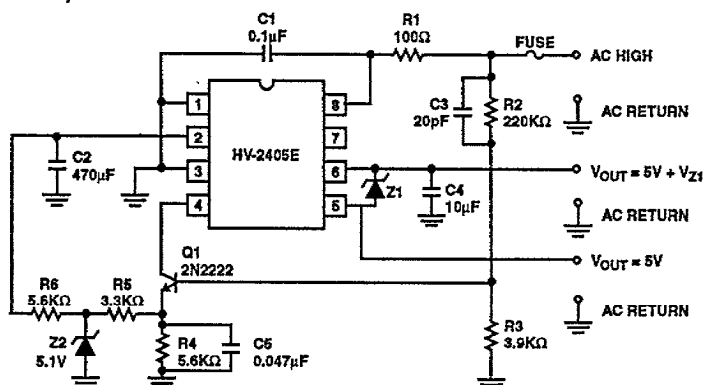 C1
0.1μF
R1
100Ω
FUSE
AC HIGH
1
8
C3
20pF
R2
220KΩ
AC RETURN
2
7
C2
470μF
HV-2405E
3
6
Z1
C4
10μF
VOUT = 5V + VZ1
4
5
AC RETURN
Q1
2N2222
VOUT = 5V
R6
5.6KΩ
R5
3.3KΩ
AC RETURN
Z2
5.1V
R4
5.6KΩ
C5
0.047μF
R3
3.9KΩ